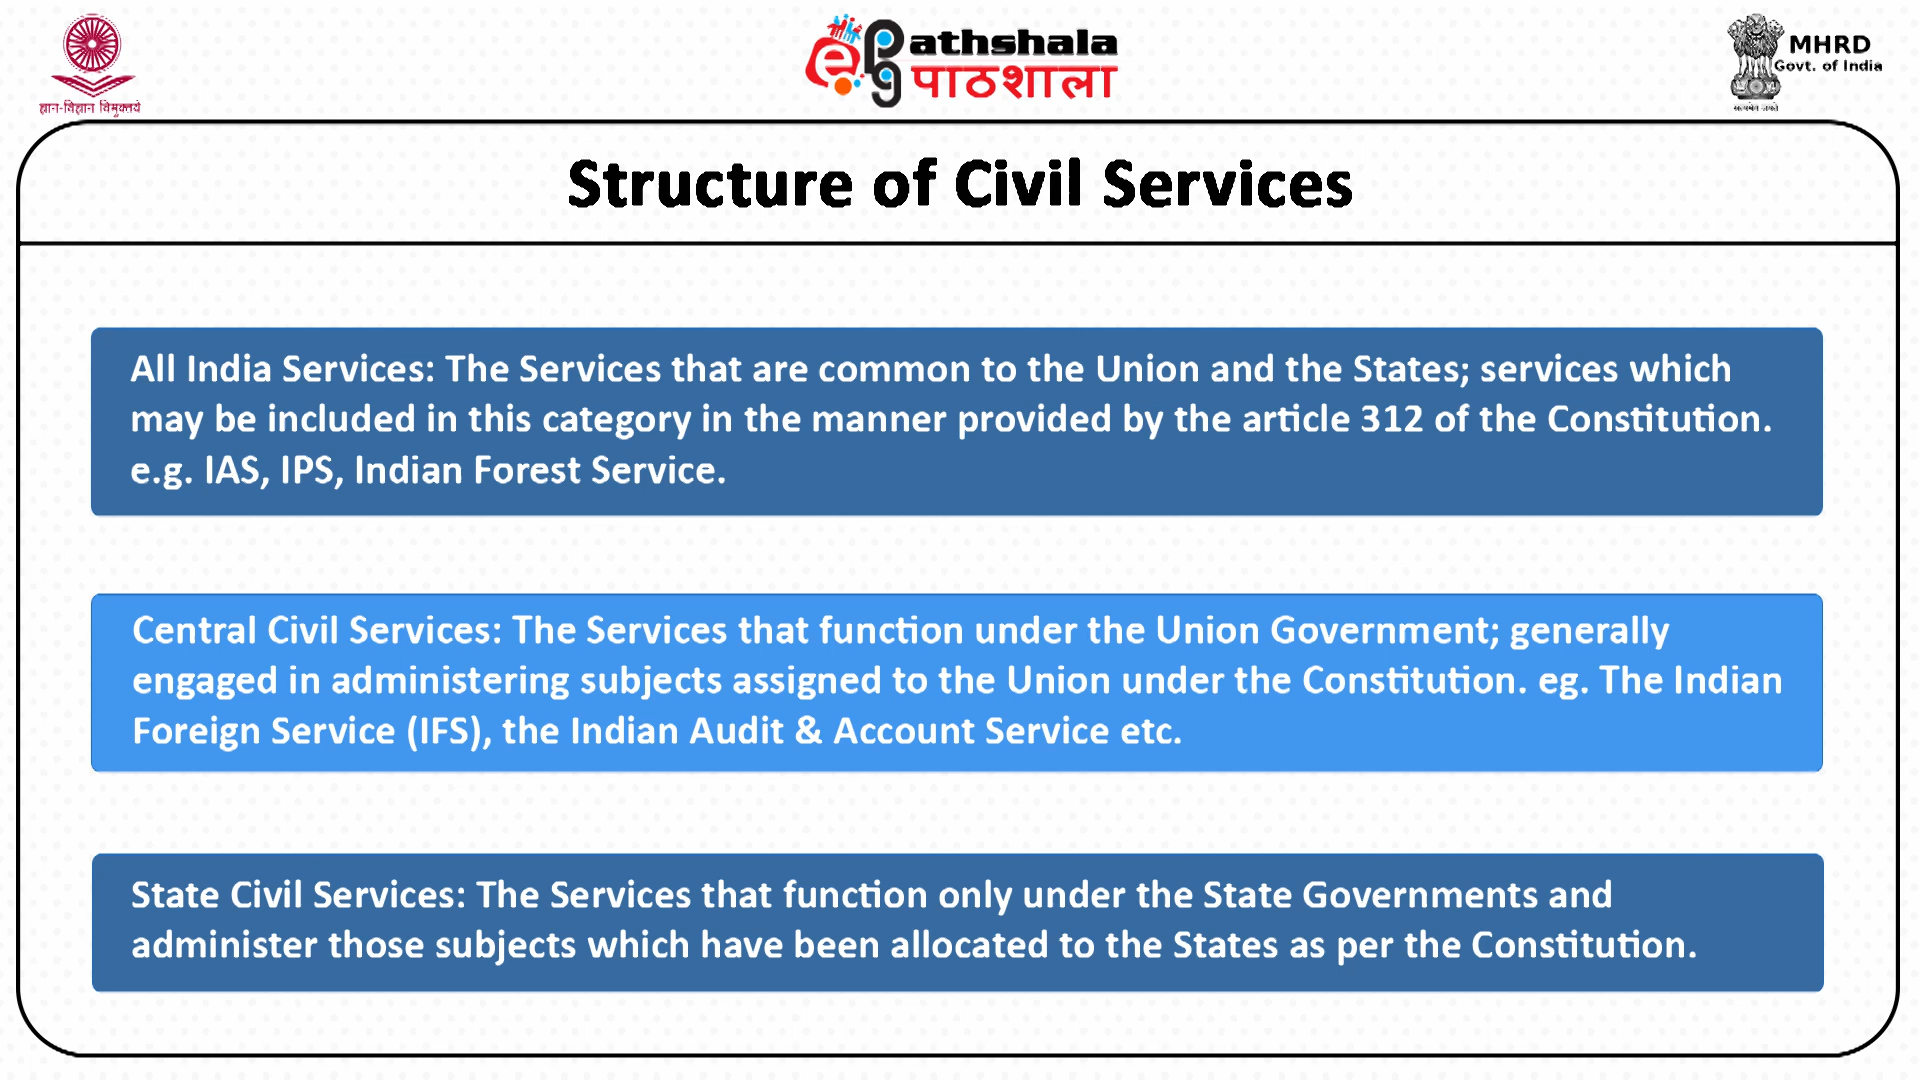 ज्ञान-विज्ञान विमुक्तये
epg athshala
पाठशाला
MHRD
Govt. of India
सत्यमेव जयते
Structure of Civil Services
All India Services: The Services that are common to the Union and the States; services which
may be included in this category in the manner provided by the article 312 of the Constitution.
e.g. IAS, IPS, Indian Forest Service.
Central Civil Services: The Services that function under the Union Government; generally
engaged in administering subjects assigned to the Union under the Constitution. eg. The Indian
Foreign Service (IFS), the Indian Audit & Account Service etc.
State Civil Services: The Services that function only under the State Governments and
administer those subjects which have been allocated to the States as per the Constitution.